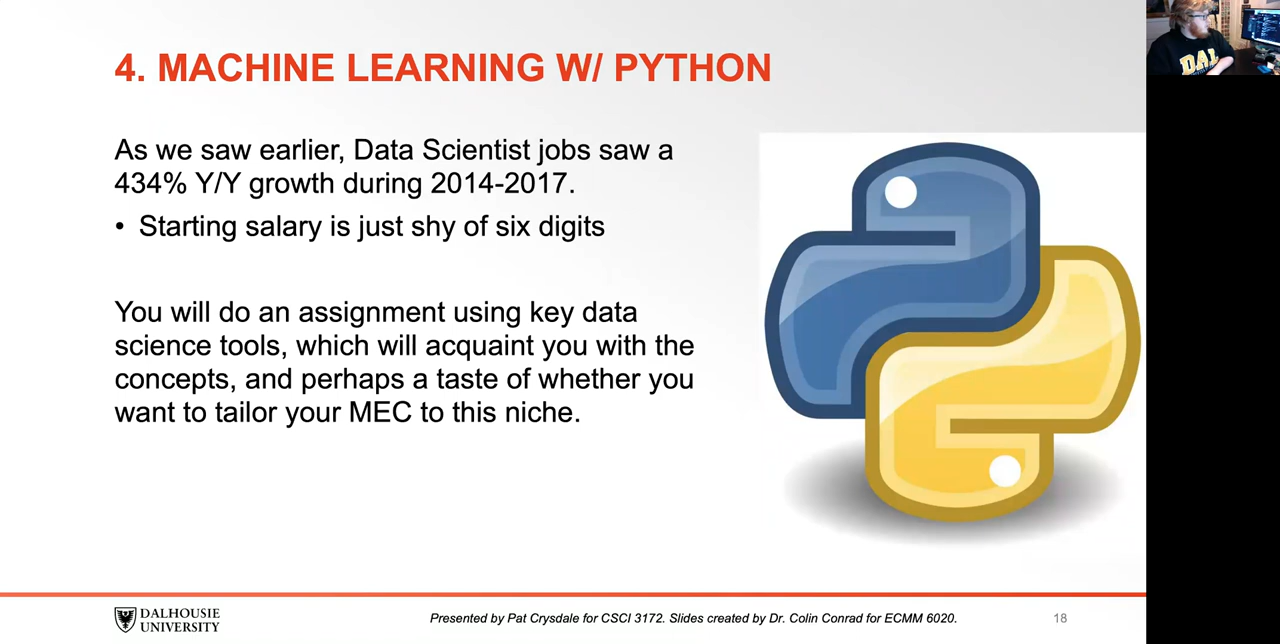 4. MACHINE LEARNING W/ PYTHON
As we saw earlier, Data Scientist jobs saw a
434% Y/Y growth during 2014-2017.
• Starting salary is just shy of six digits
You will do an assignment using key data
science tools, which will acquaint you with the
concepts, and perhaps a taste of whether you
want to tailor your MEC to this niche.
DALHOUSIE
UNIVERSITY
Presented by Pat Crysdale for CSCI 3172. Slides created by Dr. Colin Conrad for ECMM 6020.
18
DAL